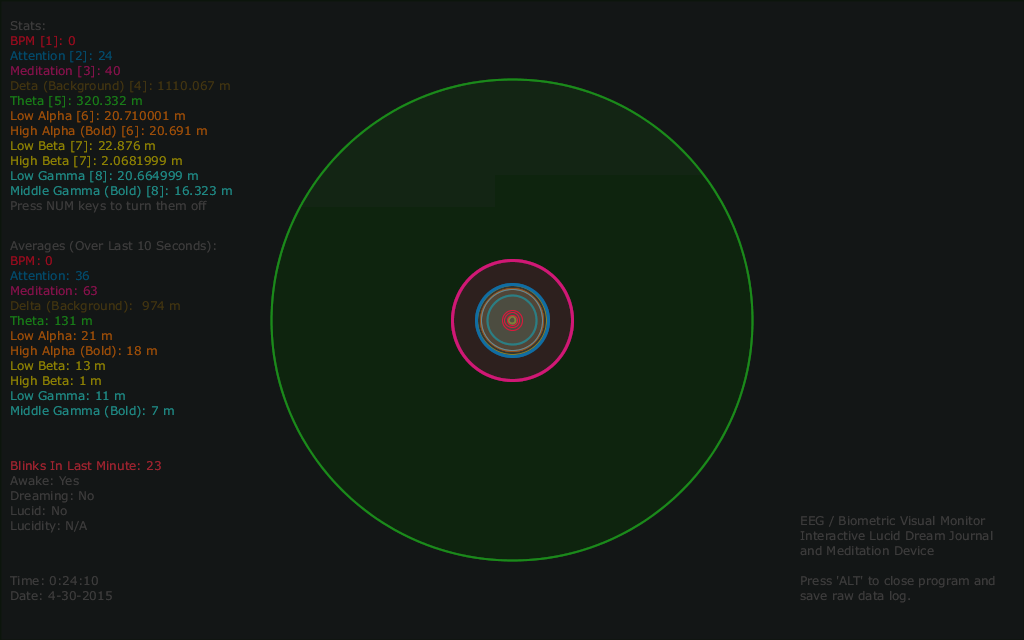 Stats:
BPM [1]: 0
Attention [2]: 24
Meditation [3]: 40
Deta (Background) [4]: 1110.067 m
Theta [5]: 320.332 m
Low Alpha [6]: 20.710001 m
High Alpha (Bold) [6]: 20.691 m
Low Beta [7]: 22.876 m
High Beta [7]: 2.0681999 m
Low Gamma [8]: 20.664999 m
Middle Gamma (Bold) [8]: 16.323 m
Press NUM keys to turn them off
Averages (Over Last 10 Seconds):
BPM: 0
Attention: 36
Meditation: 63
Delta (Background):  974 m
Theta: 131 m
Low Alpha: 21 m
High Alpha (Bold): 18 m
Low Beta: 13 m
High Beta: 1 m
Low Gamma: 11 m
Middle Gamma (Bold): 7 m
Blinks In Last Minute: 23
Awake: Yes
Dreaming: No
Lucid: No
Lucidity: N/A
Time: 0:24:10
Date: 4-30-2015
EEG / Biometric Visual Monitor
Interactive Lucid Dream Journal
and Meditation Device
Press 'ALT' to close program and
save raw data log.